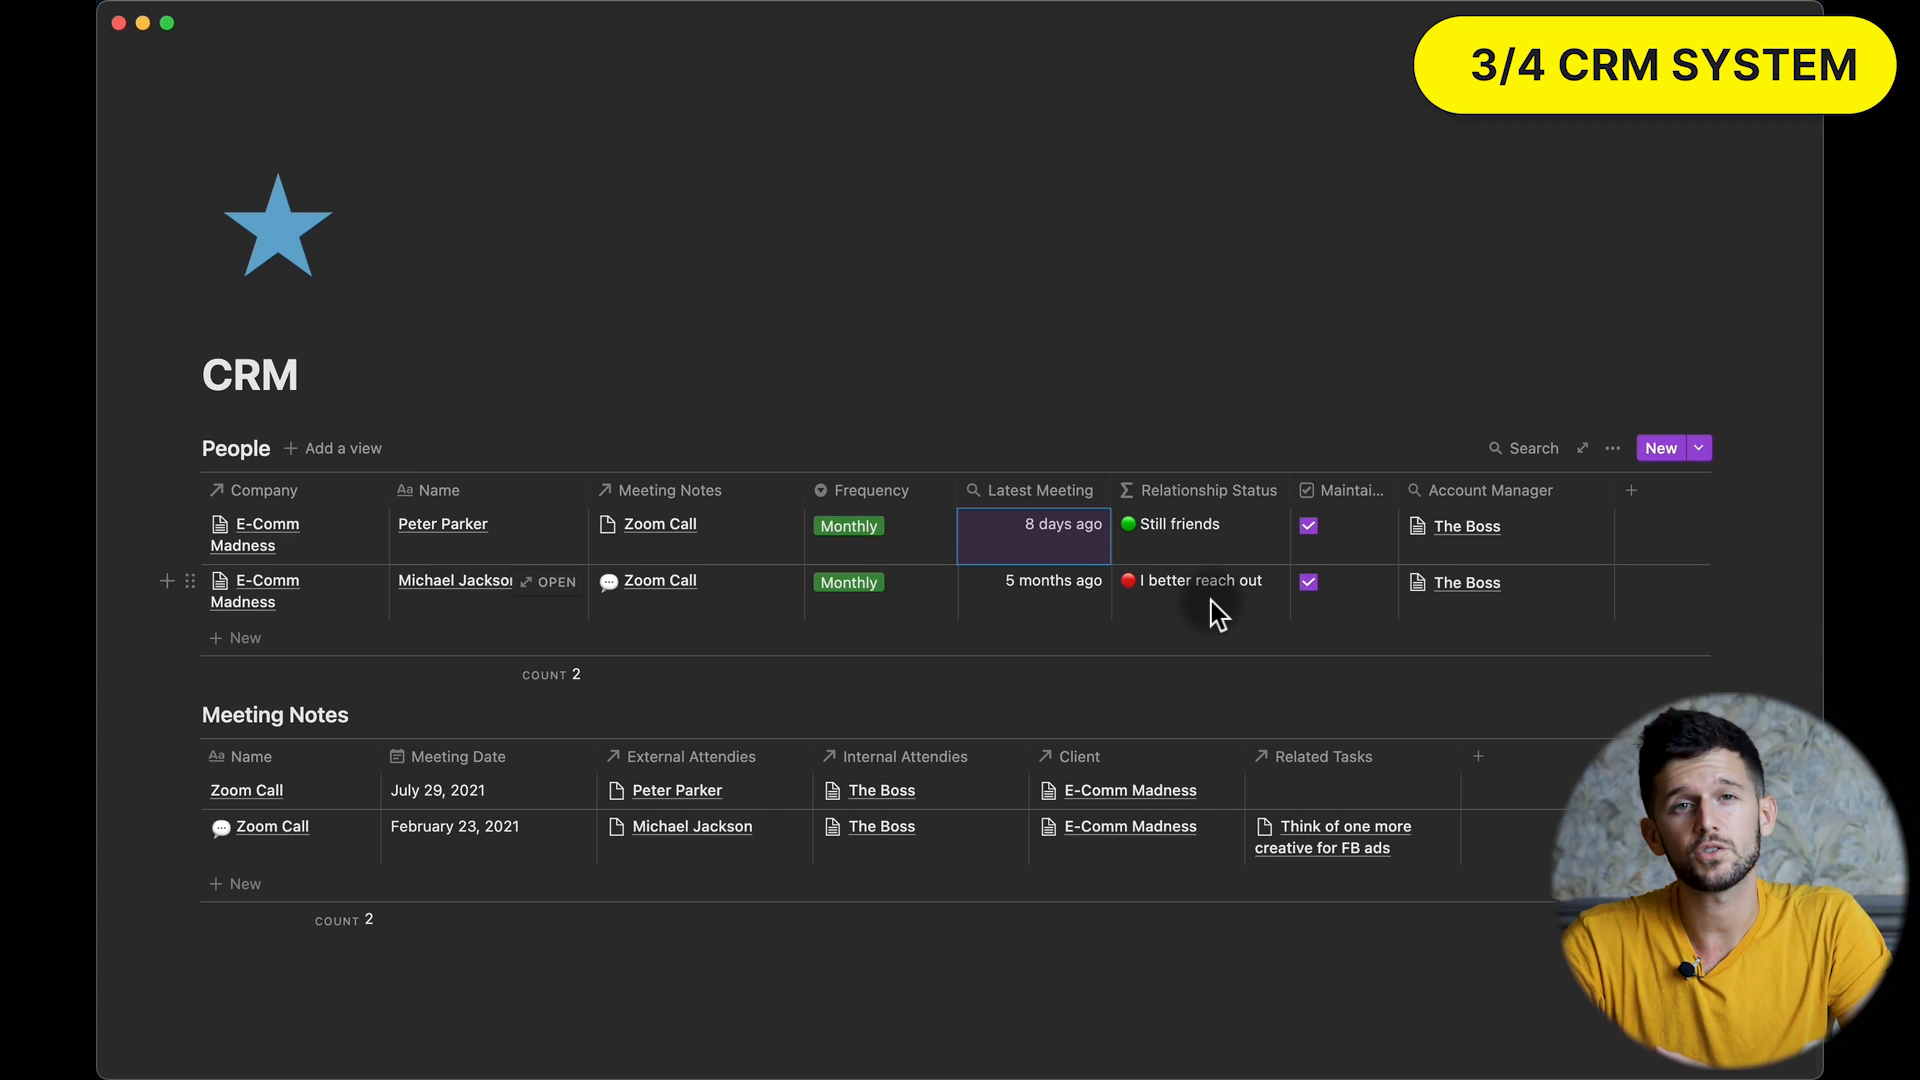 3/4 CRM SYSTEM
CRM
People + Add a view Search ••• New
Company Aa Name Meeting Notes Frequency Latest Meeting Σ Relationship Status Maintai... Account Manager +
E-Comm Peter Parker Zoom Call Monthly 8 days ago Still friends The Boss
Madness
E-Comm Michael Jackson OPEN Zoom Call Monthly 5 months ago I better reach out The Boss
Madness
+ New
COUNT 2
Meeting Notes
Aa Name Meeting Date External Attendies Internal Attendies Client Related Tasks +
Zoom Call July 29, 2021 Peter Parker The Boss E-Comm Madness
Zoom Call February 23, 2021 Michael Jackson The Boss E-Comm Madness Think of one more
creative for FB ads
+ New
COUNT 2